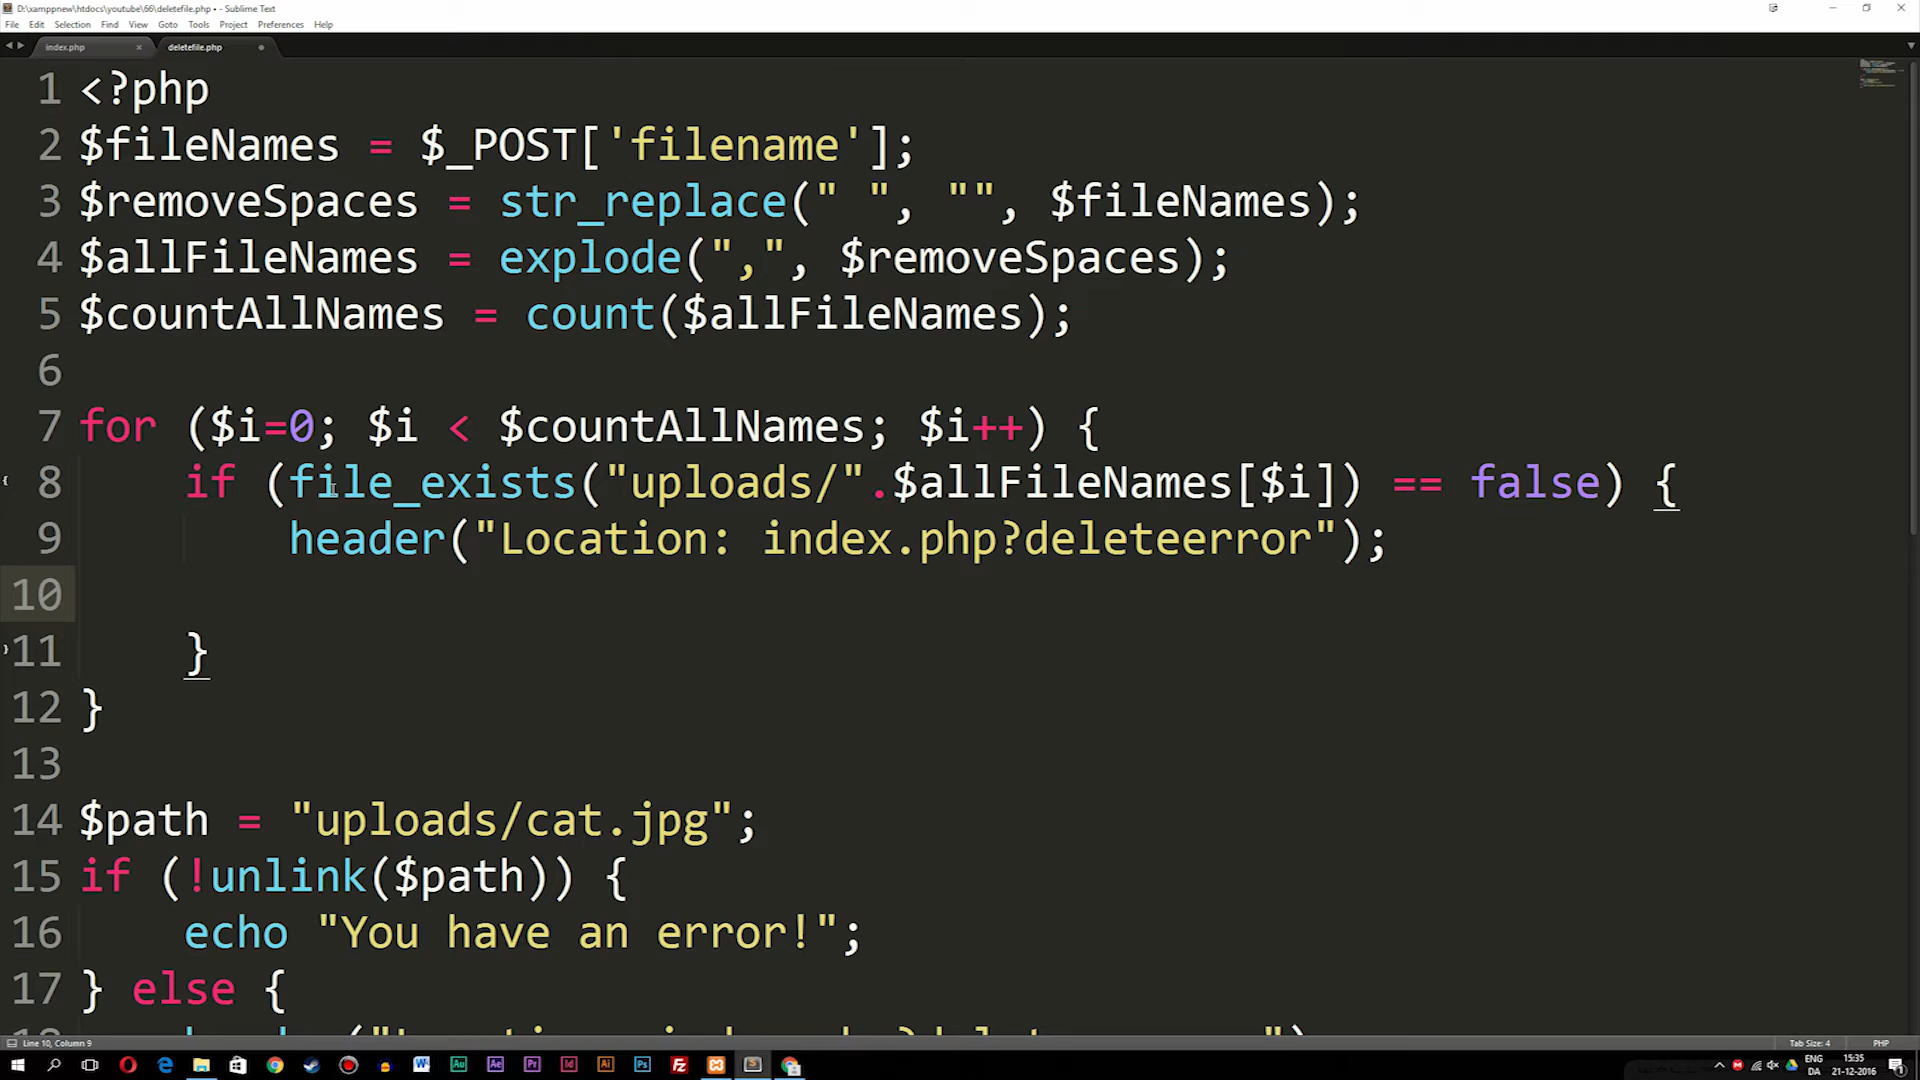 D:\xamppnew\htdocs\youtube\66\deletefile.php • - Sublime Text
File Edit Selection Find View Goto Tools Project Preferences Help
index.php × deletefile.php
1 <?php
2 $fileNames = $_POST['filename'];
3 $removeSpaces = str_replace(" ", "", $fileNames);
4 $allFileNames = explode(",", $removeSpaces);
5 $countAllNames = count($allFileNames);
6
7 for ($i=0; $i < $countAllNames; $i++) {
8 if (file_exists("uploads/".$allFileNames[$i]) == false) {
9 header("Location: index.php?deleteerror");
10
11 }
12 }
13
14 $path = "uploads/cat.jpg";
15 if (!unlink($path)) {
16 echo "You have an error!";
17 } else {
Line 10, Column 9
Tab Size: 4
PHP
ENG
DA
15:35
21-12-2016